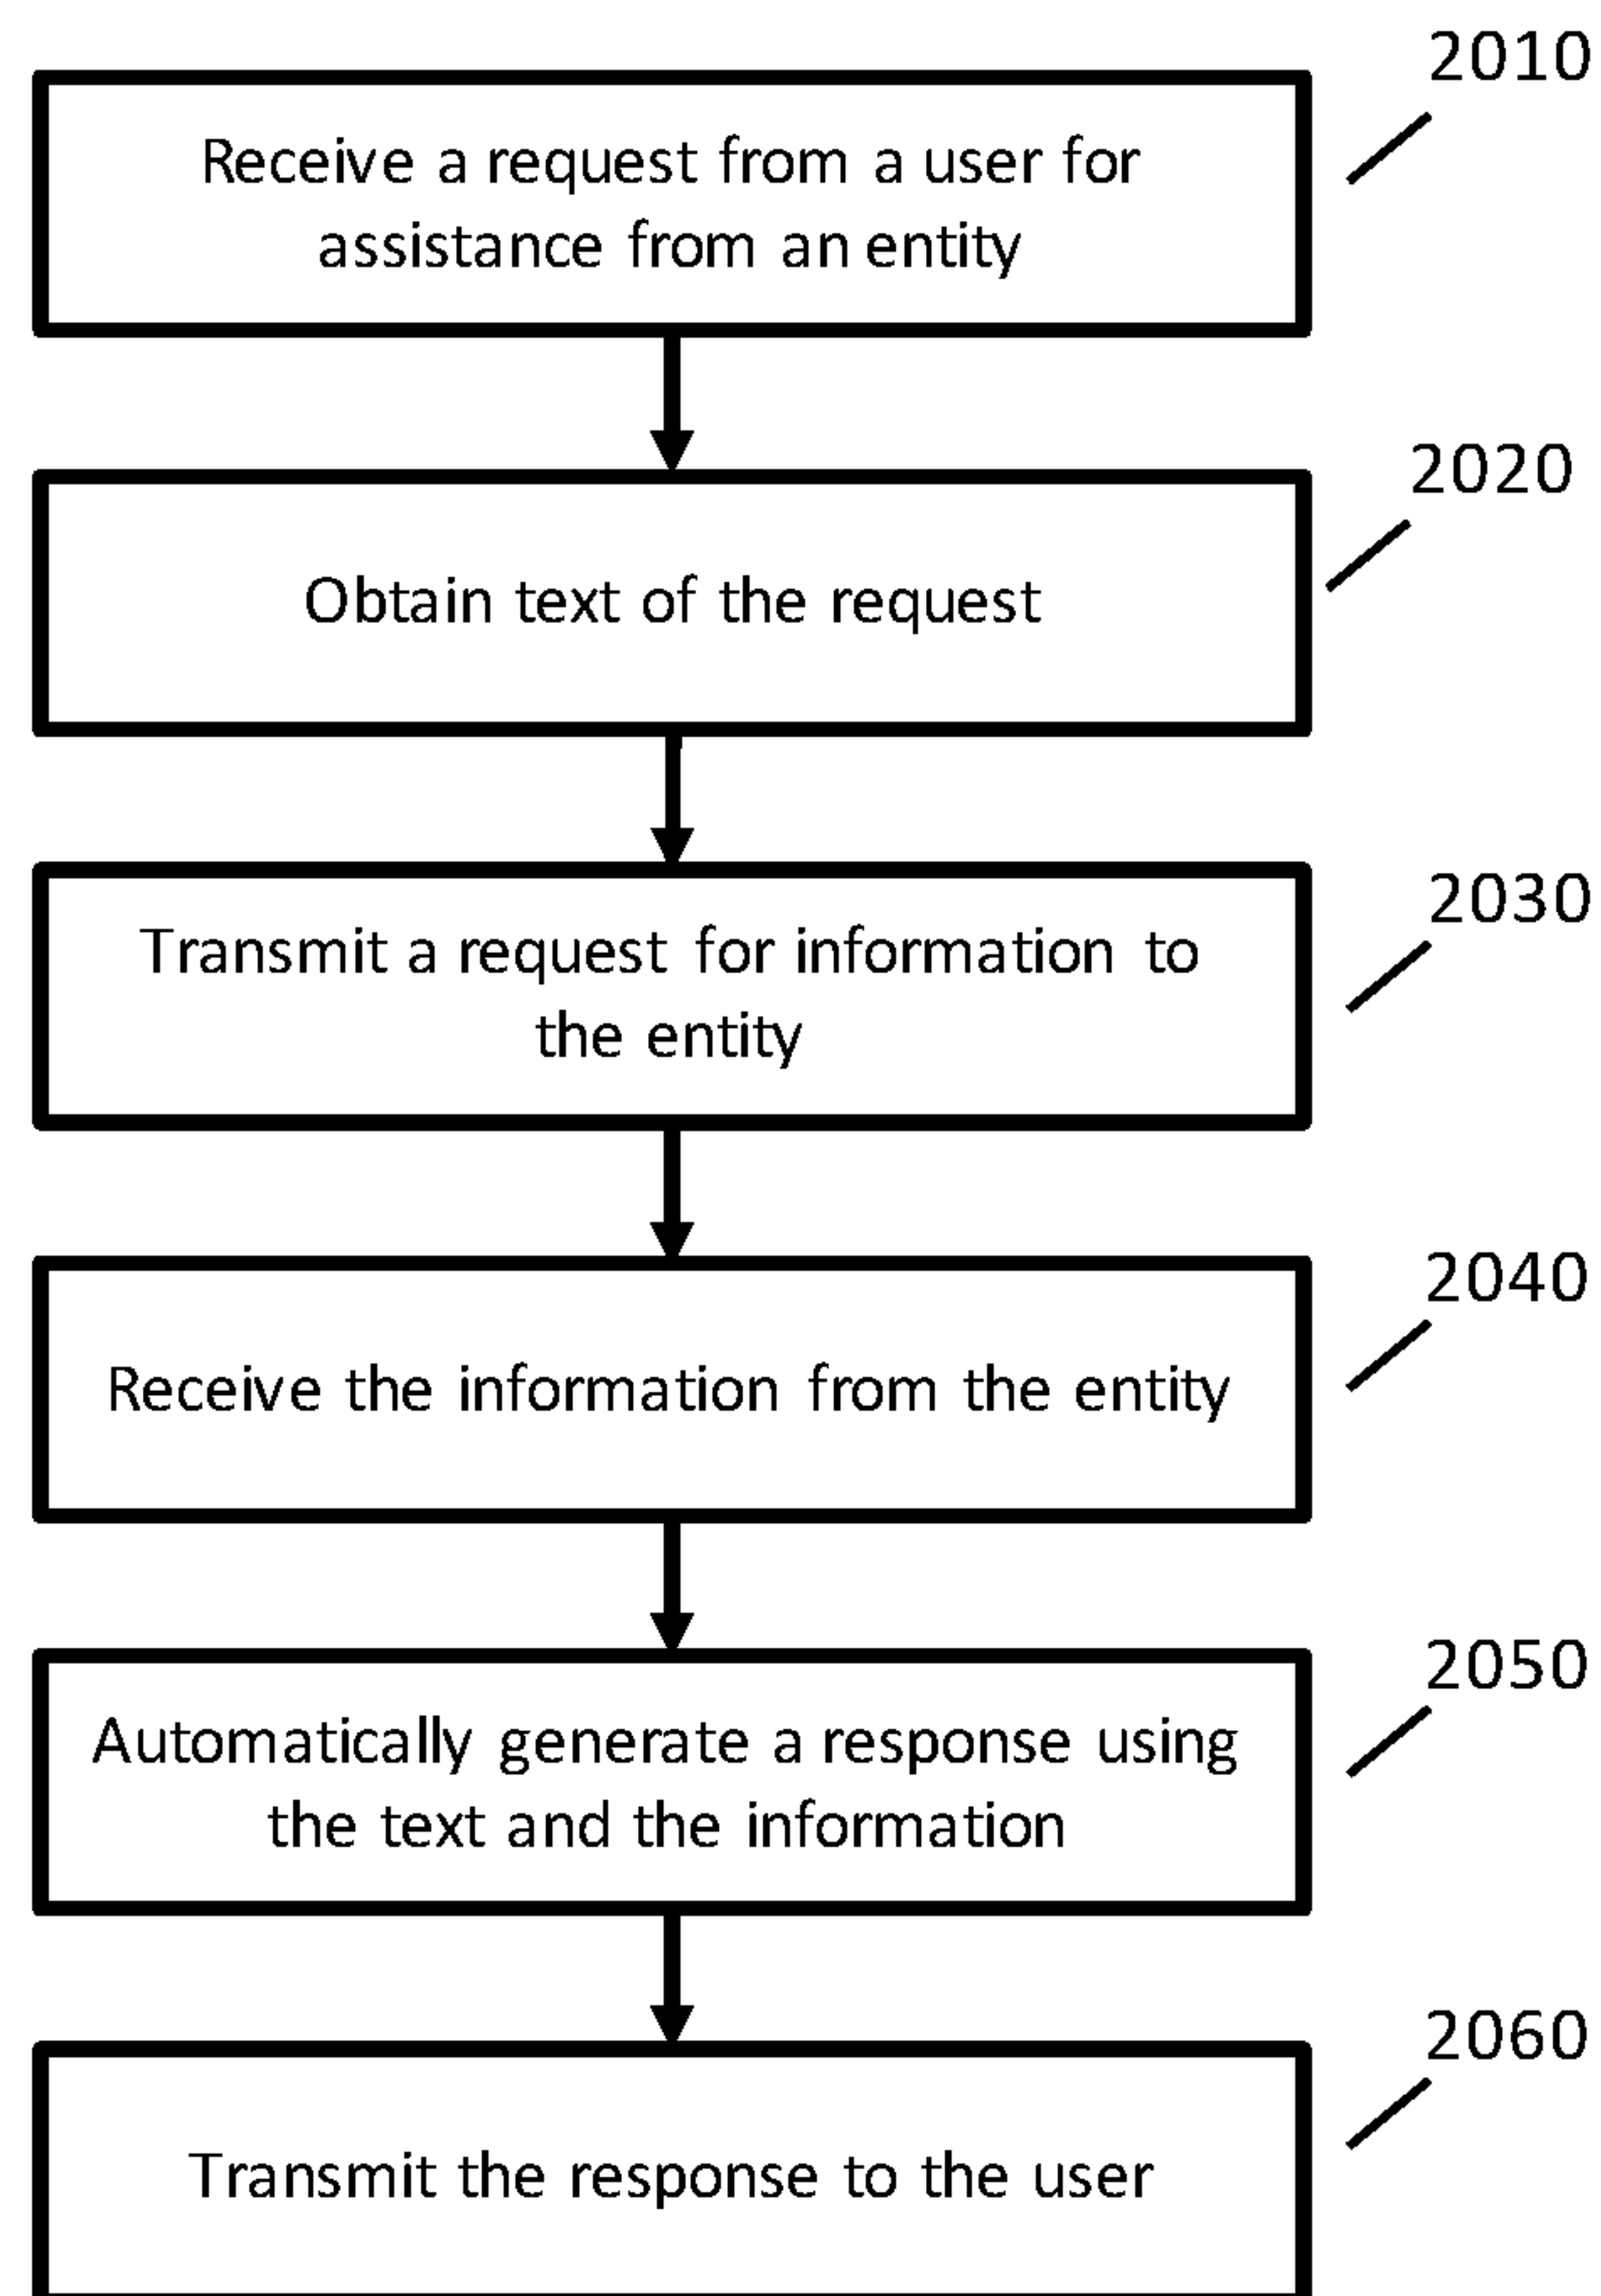 2010
Receive a request from a user for
assistance from an entity
2020
Obtain text of the request
2030
Transmit a request for information to
the entity
2040
Receive the information from the entity
2050
Automatically generate a response using
the text and the information
2060
Transmit the response to the user